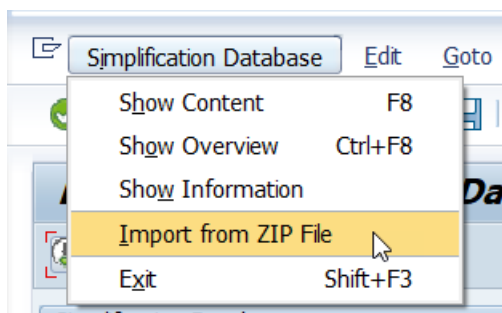 Simplification Database Edit Goto
Show Content F8
Show Overview Ctrl+F8
Show Information
Import from ZIP File
Exit Shift+F3
Da